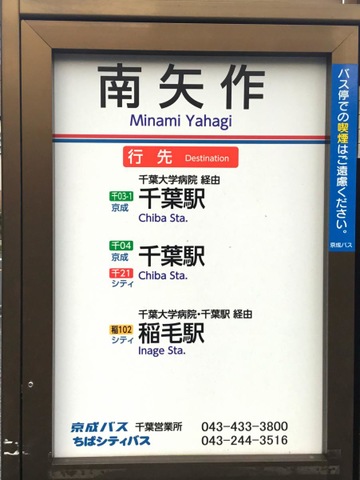 南矢作
Minami Yahagi
行先 Destination
千葉大学病院 経由
千03-1 京成 千葉駅
Chiba Sta.
千04 京成 千葉駅
千21 シティ Chiba Sta.
千葉大学病院・千葉駅 経由
稲102 シティ 稲毛駅
Inage Sta.
京成バス 千葉営業所 043-433-3800
ちばシティバス 043-244-3516
バス停での喫煙はご遠慮ください。
京成バス